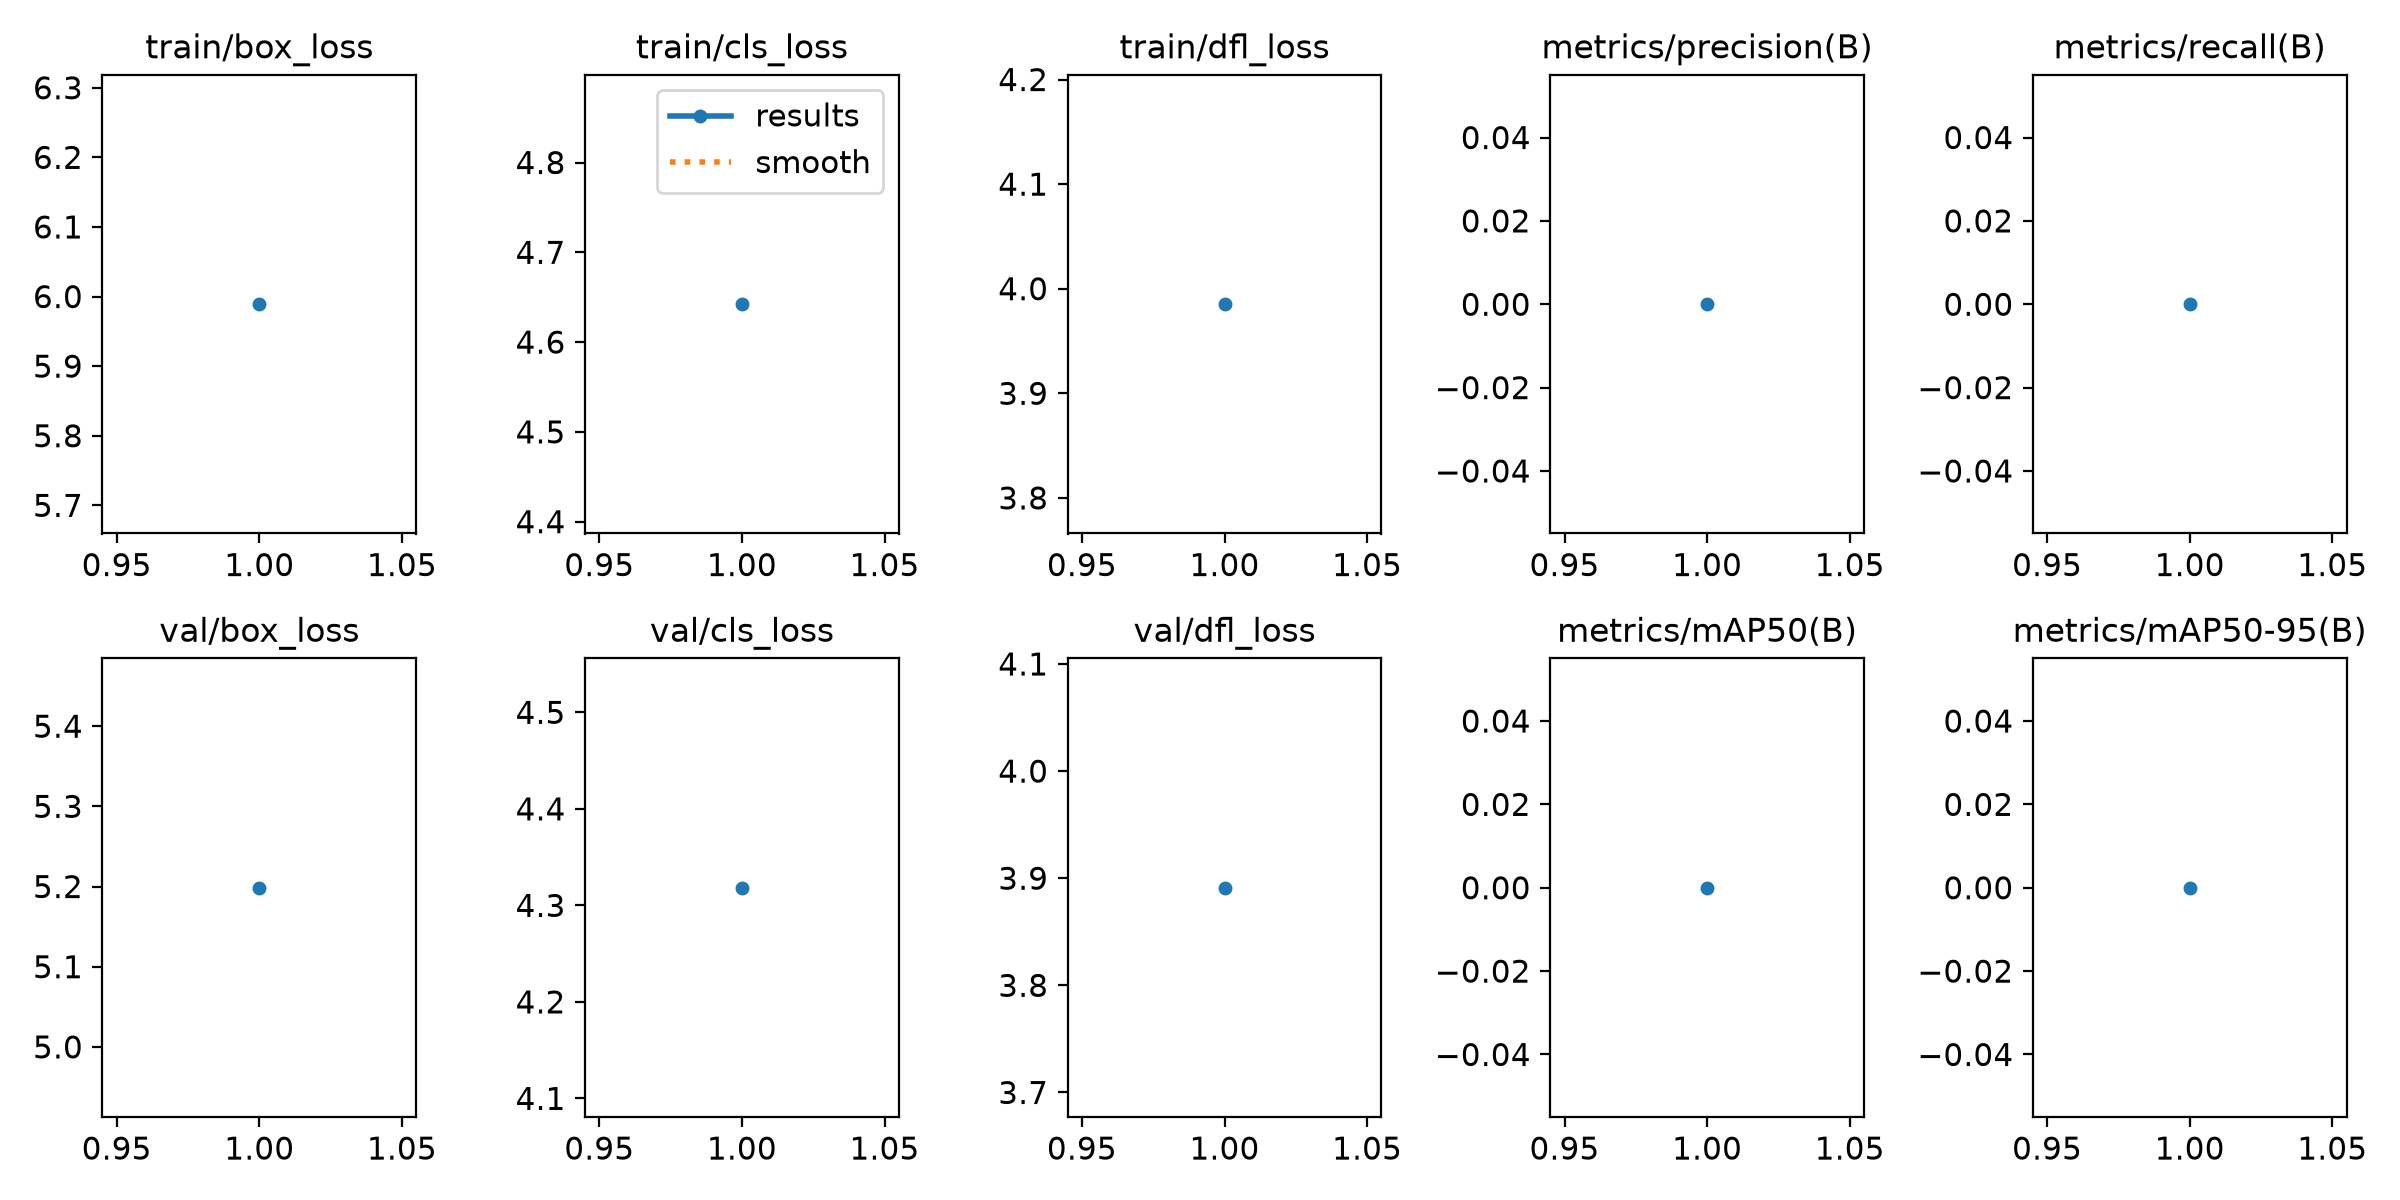 train/box_loss
6.3
6.2
6.1
6.0
5.9
5.8
5.7
0.95 1.00 1.05
train/cls_loss
results
smooth
4.8
4.7
4.6
4.5
4.4
0.95 1.00 1.05
train/dfl_loss
4.2
4.1
4.0
3.9
3.8
0.95 1.00 1.05
metrics/precision(B)
0.04
0.02
0.00
−0.02
−0.04
0.95 1.00 1.05
metrics/recall(B)
0.04
0.02
0.00
−0.02
−0.04
0.95 1.00 1.05
val/box_loss
5.4
5.3
5.2
5.1
5.0
0.95 1.00 1.05
val/cls_loss
4.5
4.4
4.3
4.2
4.1
0.95 1.00 1.05
val/dfl_loss
4.1
4.0
3.9
3.8
3.7
0.95 1.00 1.05
metrics/mAP50(B)
0.04
0.02
0.00
−0.02
−0.04
0.95 1.00 1.05
metrics/mAP50-95(B)
0.04
0.02
0.00
−0.02
−0.04
0.95 1.00 1.05